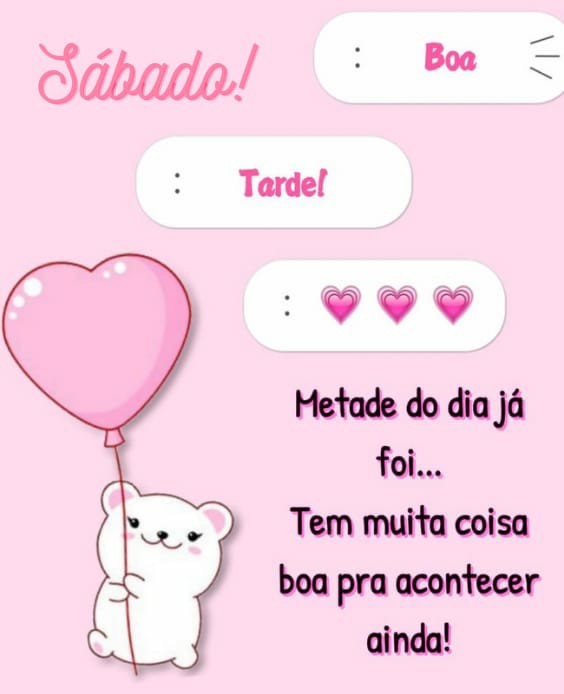 Sábado!
: Boa
: Tarde!
: 💗 💗 💗
Metade do dia já
foi...
Tem muita coisa
boa pra acontecer
ainda!